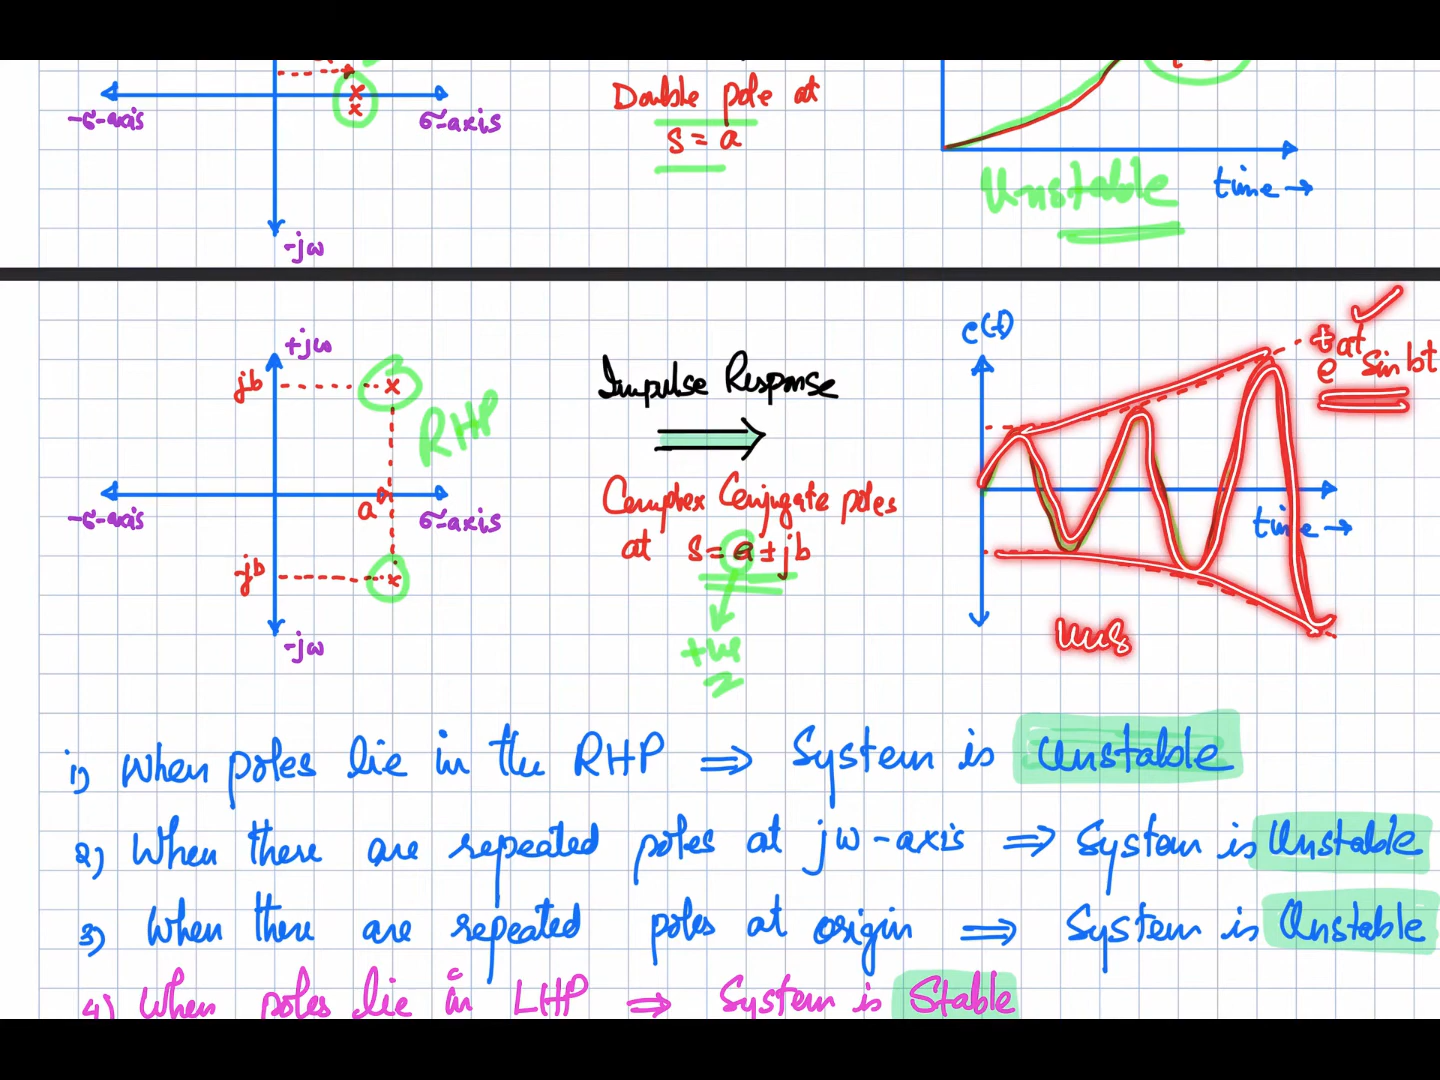 Double pole at
s = a
-σ-axis
σ-axis
-jω
Unstable
time →
+jω
jb
RHP
a
-σ-axis
σ-axis
-jb
-jω
Impulse Response
Complex Conjugate poles
at s = a ± jb
+ve
c(t)
+ e^at Sin bt
time →
UnS
1) When poles lie in the RHP ⇒ System is Unstable
2) When there are repeated poles at jω-axis ⇒ System is Unstable
3) When there are repeated poles at origin ⇒ System is Unstable
4) When poles lie in LHP ⇒ System is Stable